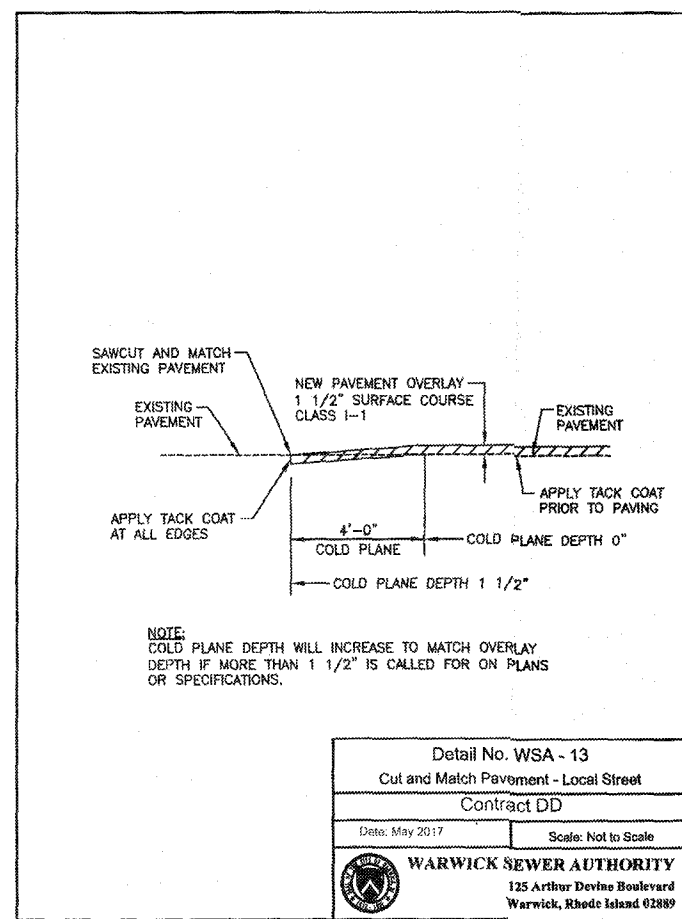 SAWCUT AND MATCH
EXISTING PAVEMENT
NEW PAVEMENT OVERLAY
1 1/2" SURFACE COURSE
CLASS I-1
EXISTING
PAVEMENT
EXISTING
PAVEMENT
APPLY TACK COAT
AT ALL EDGES
APPLY TACK COAT
PRIOR TO PAVING
4'-0"
COLD PLANE
COLD PLANE DEPTH 0"
COLD PLANE DEPTH 1 1/2"
NOTE:
COLD PLANE DEPTH WILL INCREASE TO MATCH OVERLAY
DEPTH IF MORE THAN 1 1/2" IS CALLED FOR ON PLANS
OR SPECIFICATIONS.
Detail No. WSA - 13
Cut and Match Pavement - Local Street
Contract DD
Date: May 2017
Scale: Not to Scale
WARWICK SEWER AUTHORITY
125 Arthur Devine Boulevard
Warwick, Rhode Island 02889